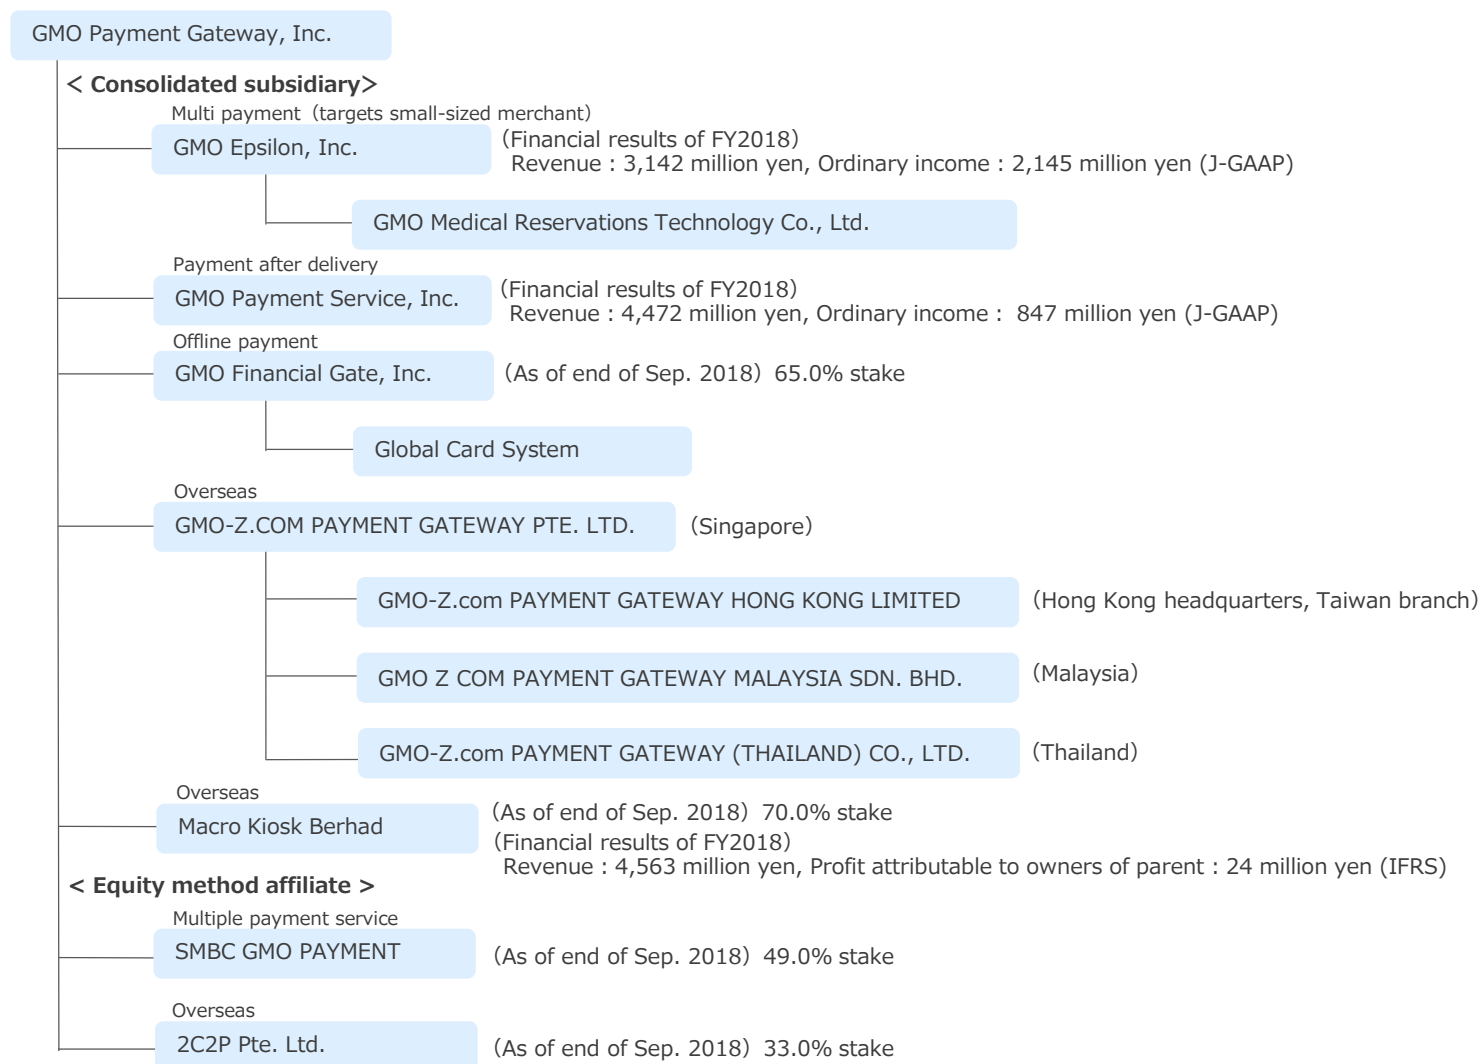 GMO Payment Gateway, Inc.
< Consolidated subsidiary>
Multi payment（targets small-sized merchant）
GMO Epsilon, Inc.
（Financial results of FY2018）
Revenue : 3,142 million yen, Ordinary income : 2,145 million yen (J-GAAP)
GMO Medical Reservations Technology Co., Ltd.
Payment after delivery
GMO Payment Service, Inc.
（Financial results of FY2018）
Revenue : 4,472 million yen, Ordinary income : 847 million yen (J-GAAP)
Offline payment
GMO Financial Gate, Inc.
（As of end of Sep. 2018）65.0% stake
Global Card System
Overseas
GMO-Z.COM PAYMENT GATEWAY PTE. LTD.
（Singapore）
GMO-Z.com PAYMENT GATEWAY HONG KONG LIMITED
（Hong Kong headquarters, Taiwan branch）
GMO Z COM PAYMENT GATEWAY MALAYSIA SDN. BHD.
（Malaysia）
GMO-Z.com PAYMENT GATEWAY (THAILAND) CO., LTD.
（Thailand）
Overseas
Macro Kiosk Berhad
（As of end of Sep. 2018）70.0% stake
（Financial results of FY2018）
Revenue : 4,563 million yen, Profit attributable to owners of parent : 24 million yen (IFRS)
< Equity method affiliate >
Multiple payment service
SMBC GMO PAYMENT
（As of end of Sep. 2018）49.0% stake
Overseas
2C2P Pte. Ltd.
（As of end of Sep. 2018）33.0% stake